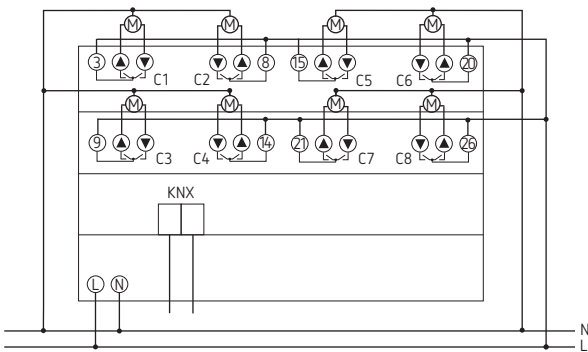 M M M M
3 C1 C2 8 15 C5 C6 20
M M M M
9 C3 C4 14 21 C7 C8 26
KNX
L N
N
L